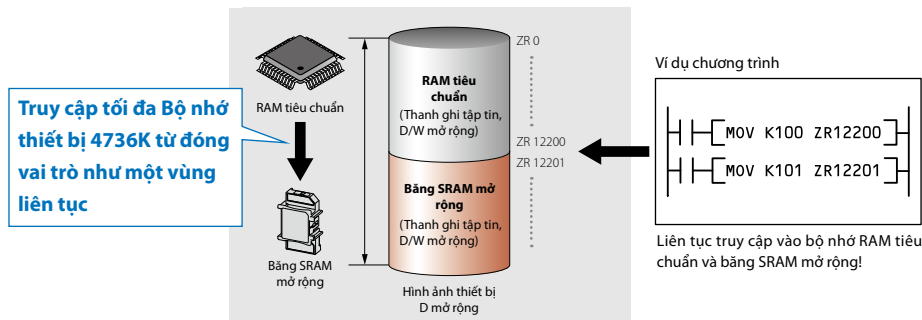 Truy cập tối đa Bộ nhớ
thiết bị 4736K từ đóng
vai trò như một vùng
liên tục
RAM tiêu chuẩn
Băng SRAM
mở rộng
RAM tiêu
chuẩn
(Thanh ghi tập tin,
D/W mở rộng)
Băng SRAM mở
rộng
(Thanh ghi tập tin,
D/W mở rộng)
Hình ảnh thiết bị
D mở rộng
ZR 0
ZR 12200
ZR 12201
Ví dụ chương trình
MOV K100 ZR12200
MOV K101 ZR12201
Liên tục truy cập vào bộ nhớ RAM tiêu
chuẩn và băng SRAM mở rộng!